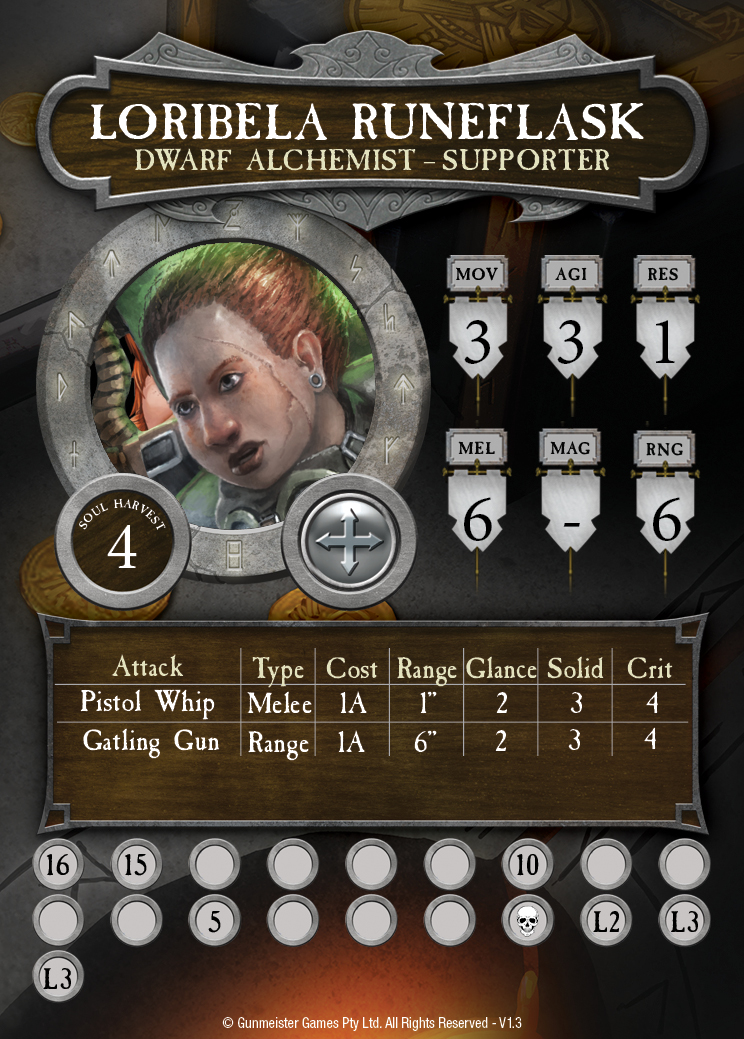 LORIBELA RUNEFLASK
DWARF ALCHEMIST – SUPPORTER
MOV AGI RES
3 3 1
MEL MAG RNG
6 - 6
SOUL HARVEST
4
Attack Type Cost Range Glance Solid Crit
Pistol Whip Melee 1A 1” 2 3 4
Gatling Gun Range 1A 6” 2 3 4
16 15 10
5 L2 L3
L3
© Gunmeister Games Pty Ltd. All Rights Reserved - V1.3